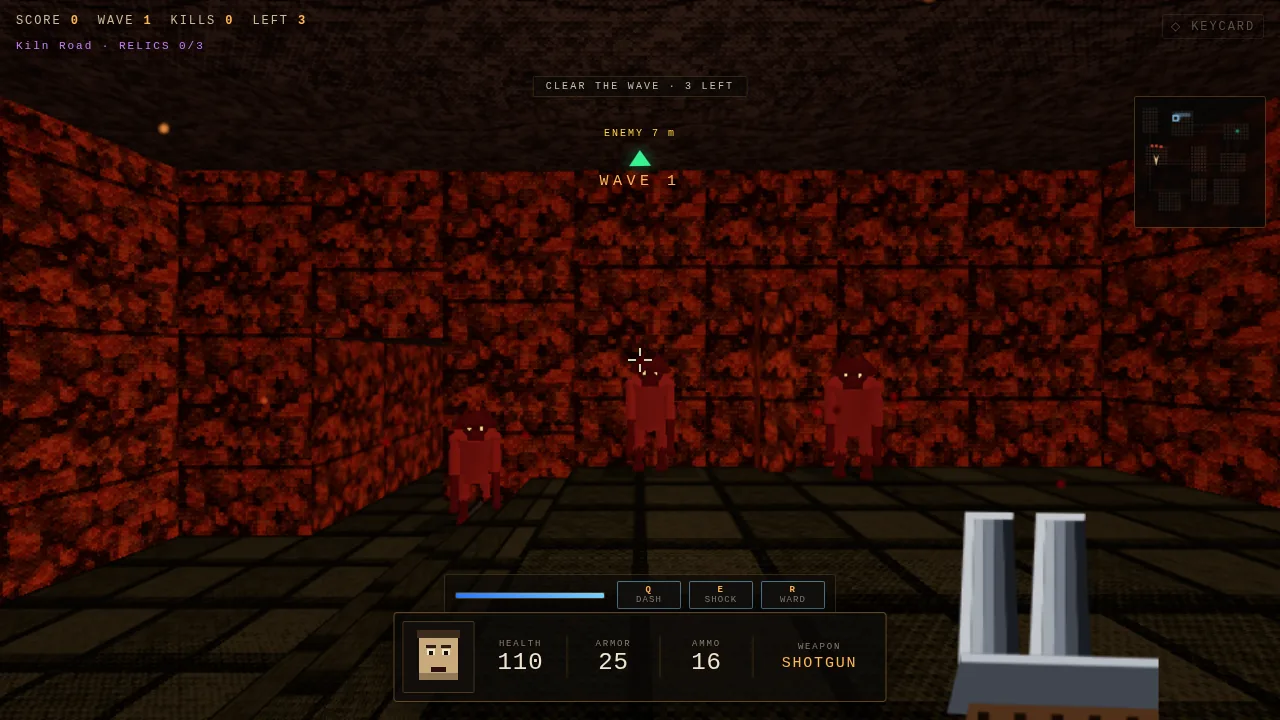 SCORE 0 WAVE 1 KILLS 0 LEFT 3
◇ KEYCARD
Kiln Road · RELICS 0/3
CLEAR THE WAVE · 3 LEFT
ENEMY 7 m
WAVE 1
Q
DASH
E
SHOCK
R
WARD
HEALTH
110
ARMOR
25
AMMO
16
WEAPON
SHOTGUN